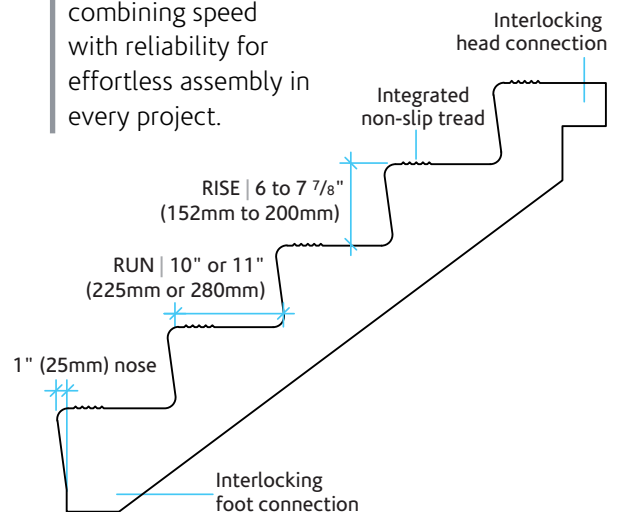 combining speed
with reliability for
effortless assembly in
every project.
Interlocking
head connection
Integrated
non-slip tread
RISE | 6 to 7 7/8"
(152mm to 200mm)
RUN | 10" or 11"
(225mm or 280mm)
1" (25mm) nose
Interlocking
foot connection